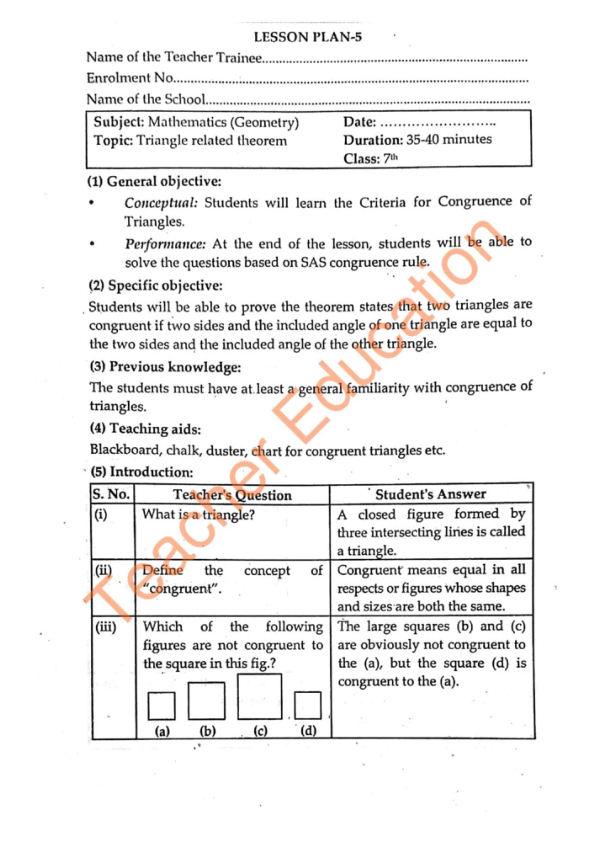 LESSON PLAN-5
Name of the Teacher Trainee................................................................................
Enrolment No................................................................................
Name of the School................................................................................
Subject: Mathematics (Geometry) Date: ..........................
Topic: Triangle related theorem Duration: 35-40 minutes
Class: 7th
(1) General objective:
• Conceptual: Students will learn the Criteria for Congruence of
Triangles.
• Performance: At the end of the lesson, students will be able to
solve the questions based on SAS congruence rule.
(2) Specific objective:
Students will be able to prove the theorem states that two triangles are
congruent if two sides and the included angle of one triangle are equal to
the two sides and the included angle of the other triangle.
(3) Previous knowledge:
The students must have at least a general familiarity with congruence of
triangles.
(4) Teaching aids:
Blackboard, chalk, duster, chart for congruent triangles etc.
(5) Introduction:
S. No. Teacher's Question Student's Answer
(i) What is a triangle? A closed figure formed by
three intersecting lines is called
a triangle.
(ii) Define the concept of Congruent means equal in all
"congruent". respects or figures whose shapes
and sizes are both the same.
(iii) Which of the following The large squares (b) and (c)
figures are not congruent to are obviously not congruent to
the square in this fig.? the (a), but the square (d) is
congruent to the (a).
(a) (b) (c) (d)
Teacher Education